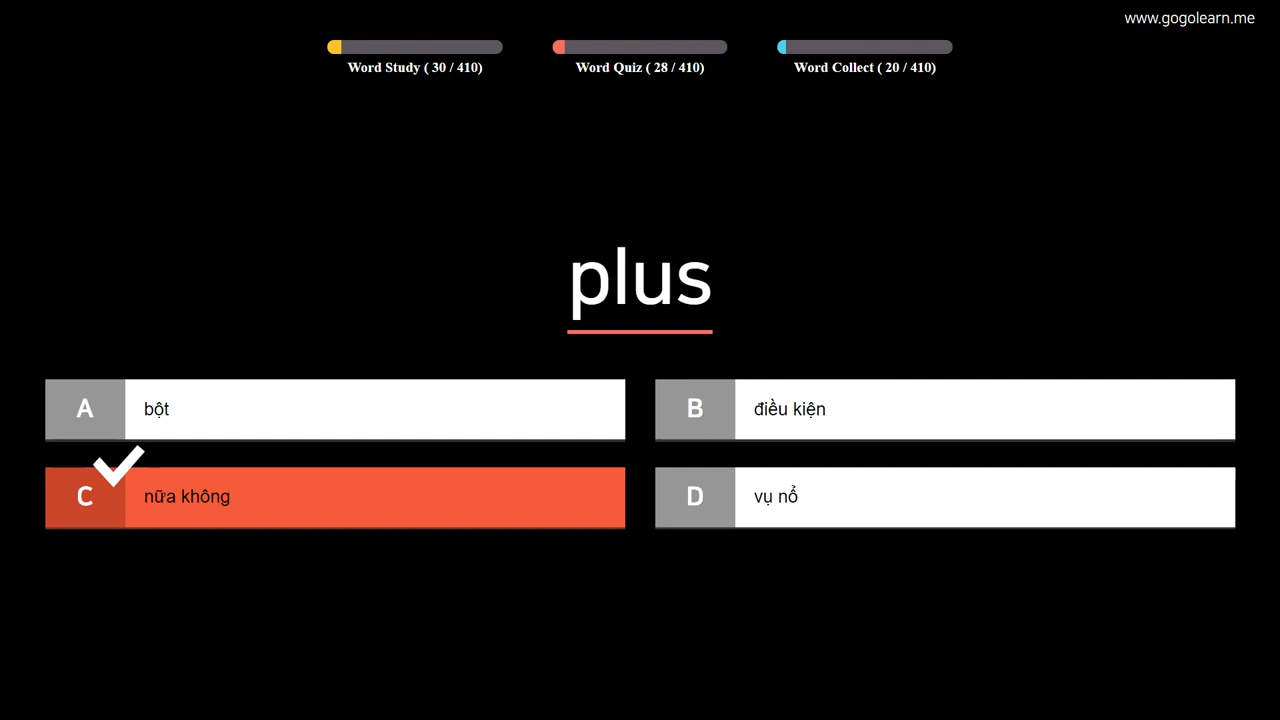 www.gogolearn.me
Word Study ( 30 / 410)
Word Quiz ( 28 / 410)
Word Collect ( 20 / 410)
plus
A bột
B điều kiện
C nữa không
D vụ nổ